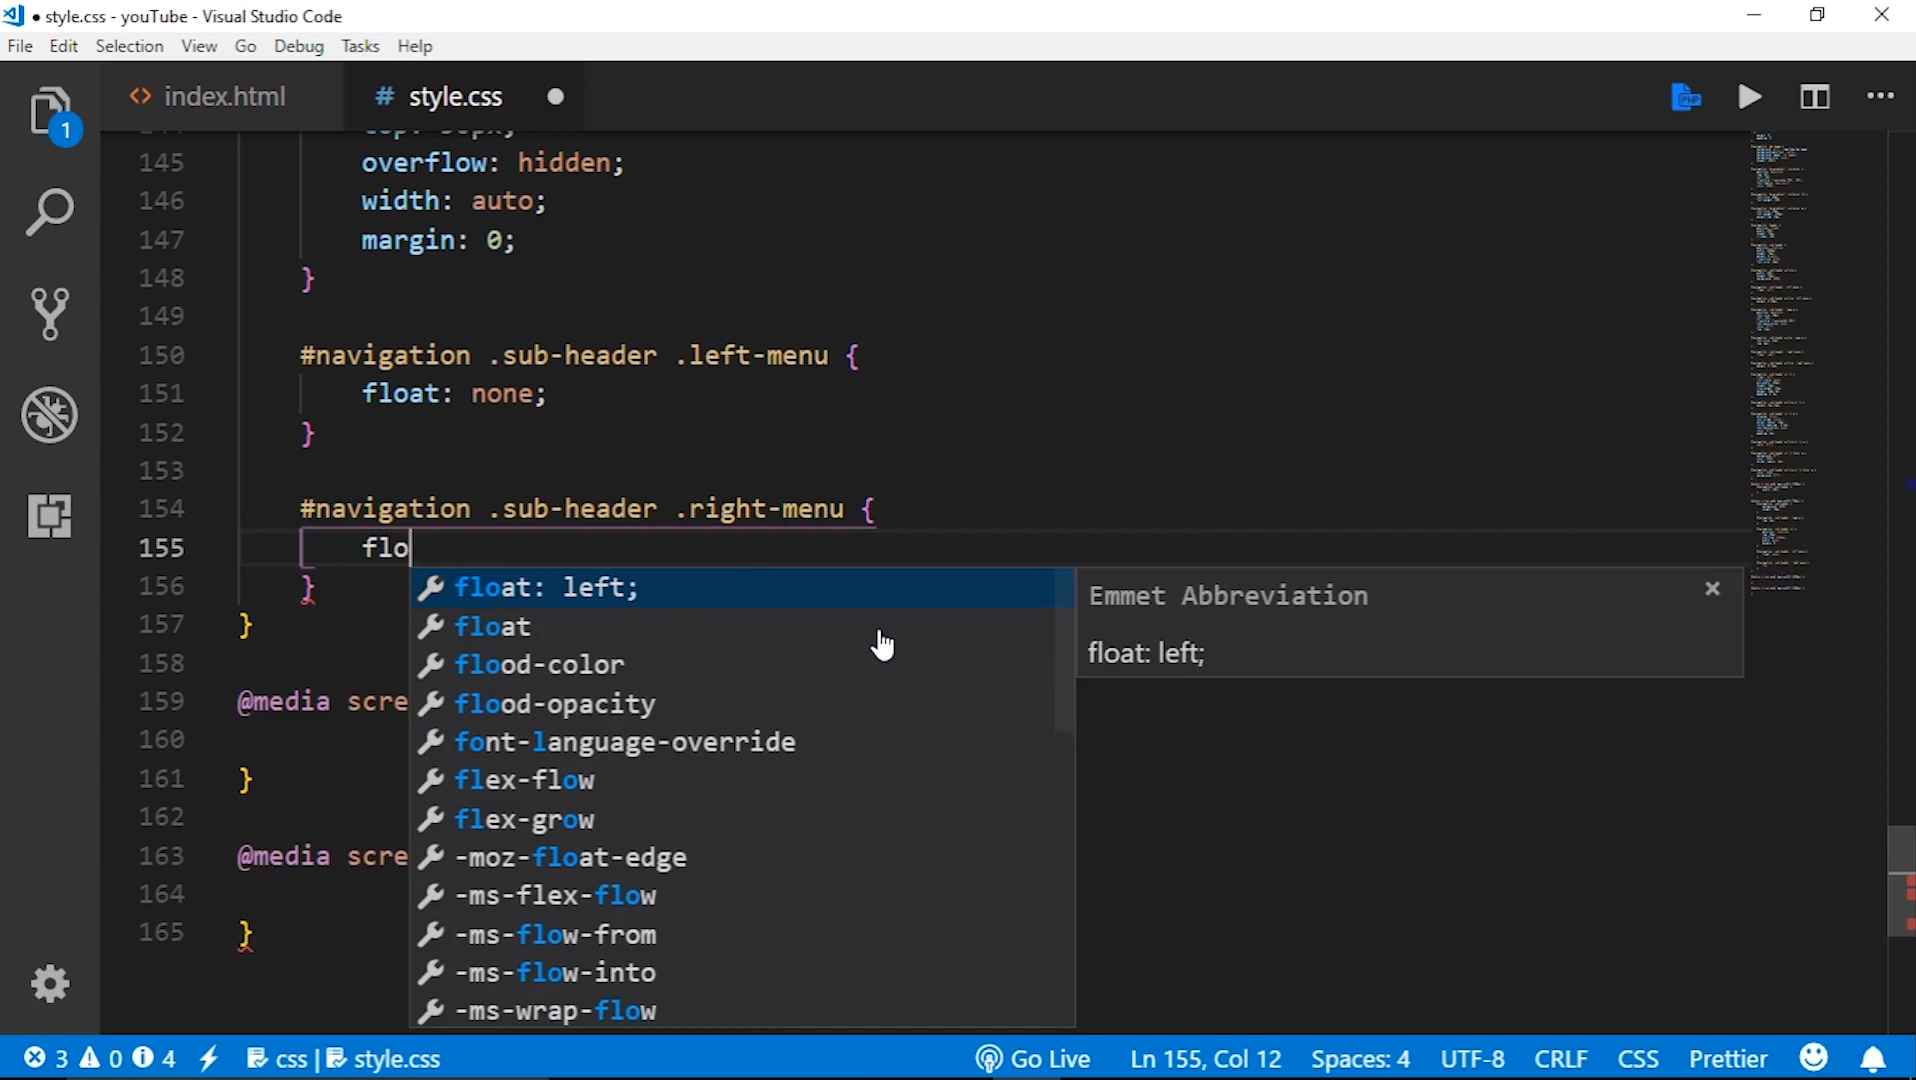 ● style.css - youTube - Visual Studio Code
File Edit Selection View Go Debug Tasks Help
1
<> index.html # style.css ●
PHP
145 overflow: hidden;
146 width: auto;
147 margin: 0;
148 }
149
150 #navigation .sub-header .left-menu {
151 float: none;
152 }
153
154 #navigation .sub-header .right-menu {
155 flo
156 }
157 }
158
159 @media scre
160
161 }
162
163 @media scre
164
165 }
float: left;
float
flood-color
flood-opacity
font-language-override
flex-flow
flex-grow
-moz-float-edge
-ms-flex-flow
-ms-flow-from
-ms-flow-into
-ms-wrap-flow
Emmet Abbreviation
float: left;
3 0 4 css | style.css Go Live Ln 155, Col 12 Spaces: 4 UTF-8 CRLF CSS Prettier